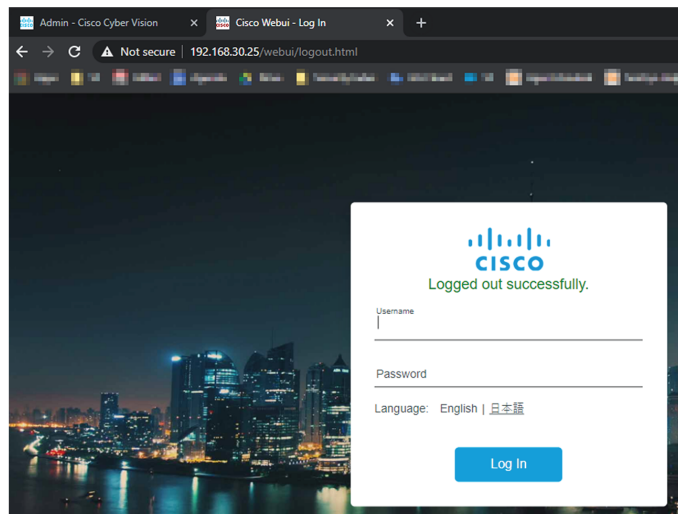 Admin - Cisco Cyber Vision
Cisco Webui - Log In
Not secure | 192.168.30.25/webui/logout.html
CISCO
Logged out successfully.
Username
Password
Language: English | 日本語
Log In